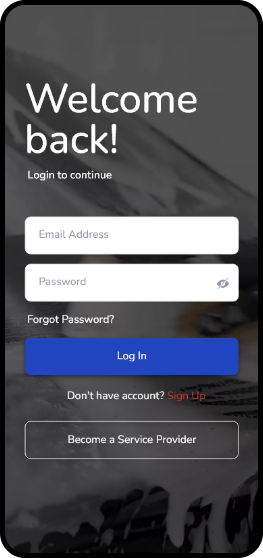 Welcome
back!
Login to continue
Email Address
Password
Forgot Password?
Log In
Don't have account? Sign Up
Become a Service Provider